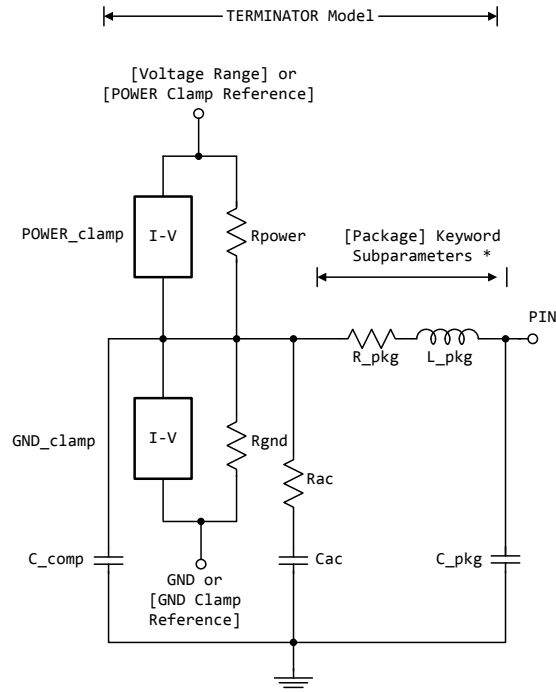 TERMINATOR Model
[Voltage Range] or
[POWER Clamp Reference]
POWER_clamp
I-V
Rpower
[Package] Keyword
Subparameters *
PIN
R_pkg
L_pkg
GND_clamp
I-V
Rgnd
Rac
C_comp
Cac
C_pkg
GND or
[GND Clamp
Reference]